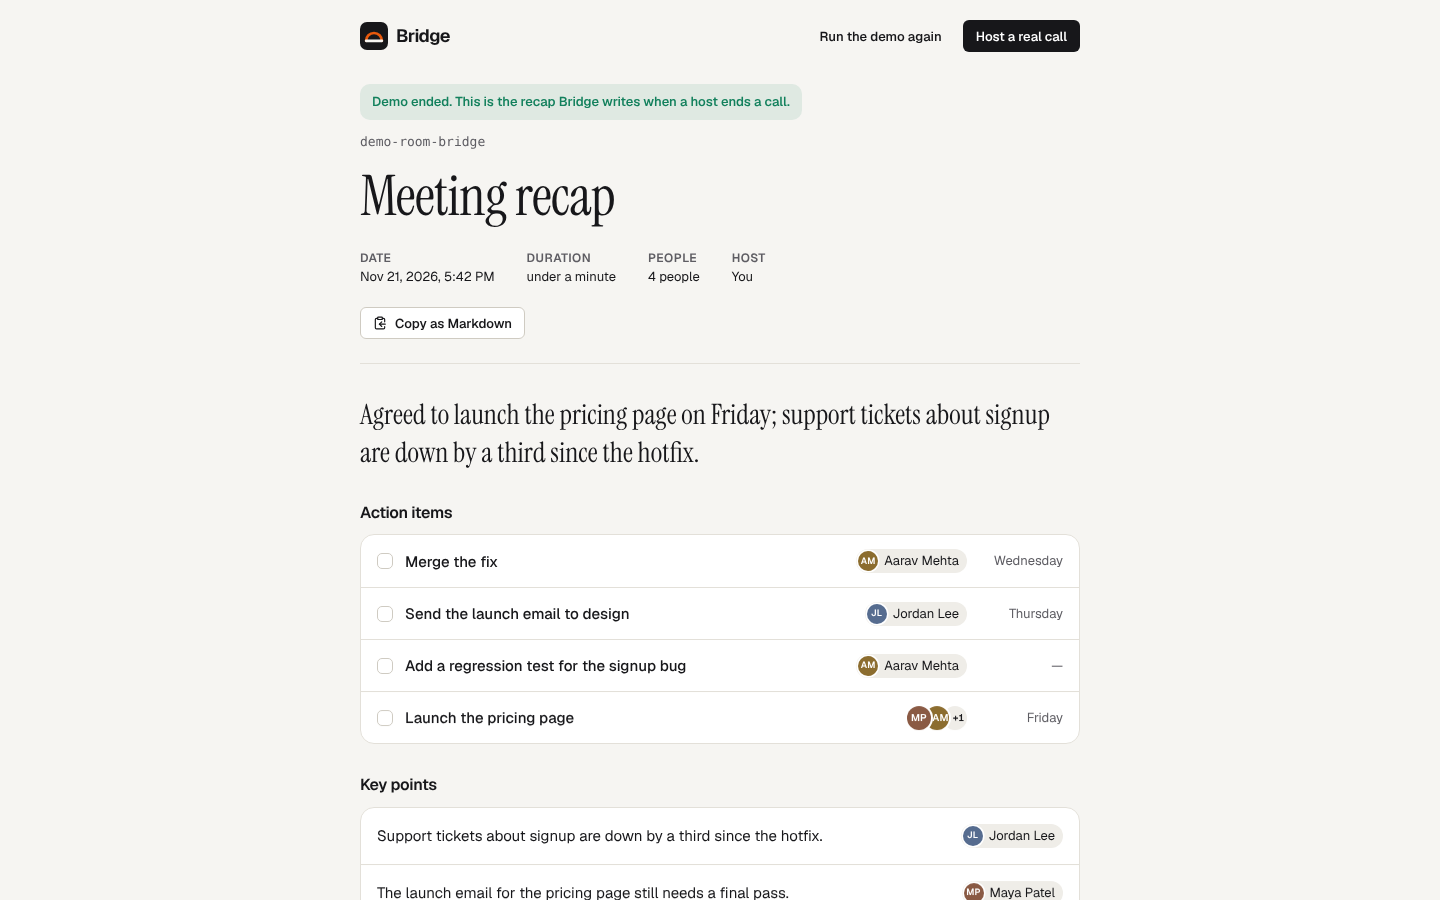 Bridge
Run the demo again
Host a real call
Demo ended. This is the recap Bridge writes when a host ends a call.
demo-room-bridge
Meeting recap
DATE
Nov 21, 2026, 5:42 PM
DURATION
under a minute
PEOPLE
4 people
HOST
You
Copy as Markdown
Agreed to launch the pricing page on Friday; support tickets about signup
are down by a third since the hotfix.
Action items
Merge the fix
AM Aarav Mehta
Wednesday
Send the launch email to design
JL Jordan Lee
Thursday
Add a regression test for the signup bug
AM Aarav Mehta
—
Launch the pricing page
MP AM +1
Friday
Key points
Support tickets about signup are down by a third since the hotfix.
JL Jordan Lee
The launch email for the pricing page still needs a final pass.
MP Maya Patel